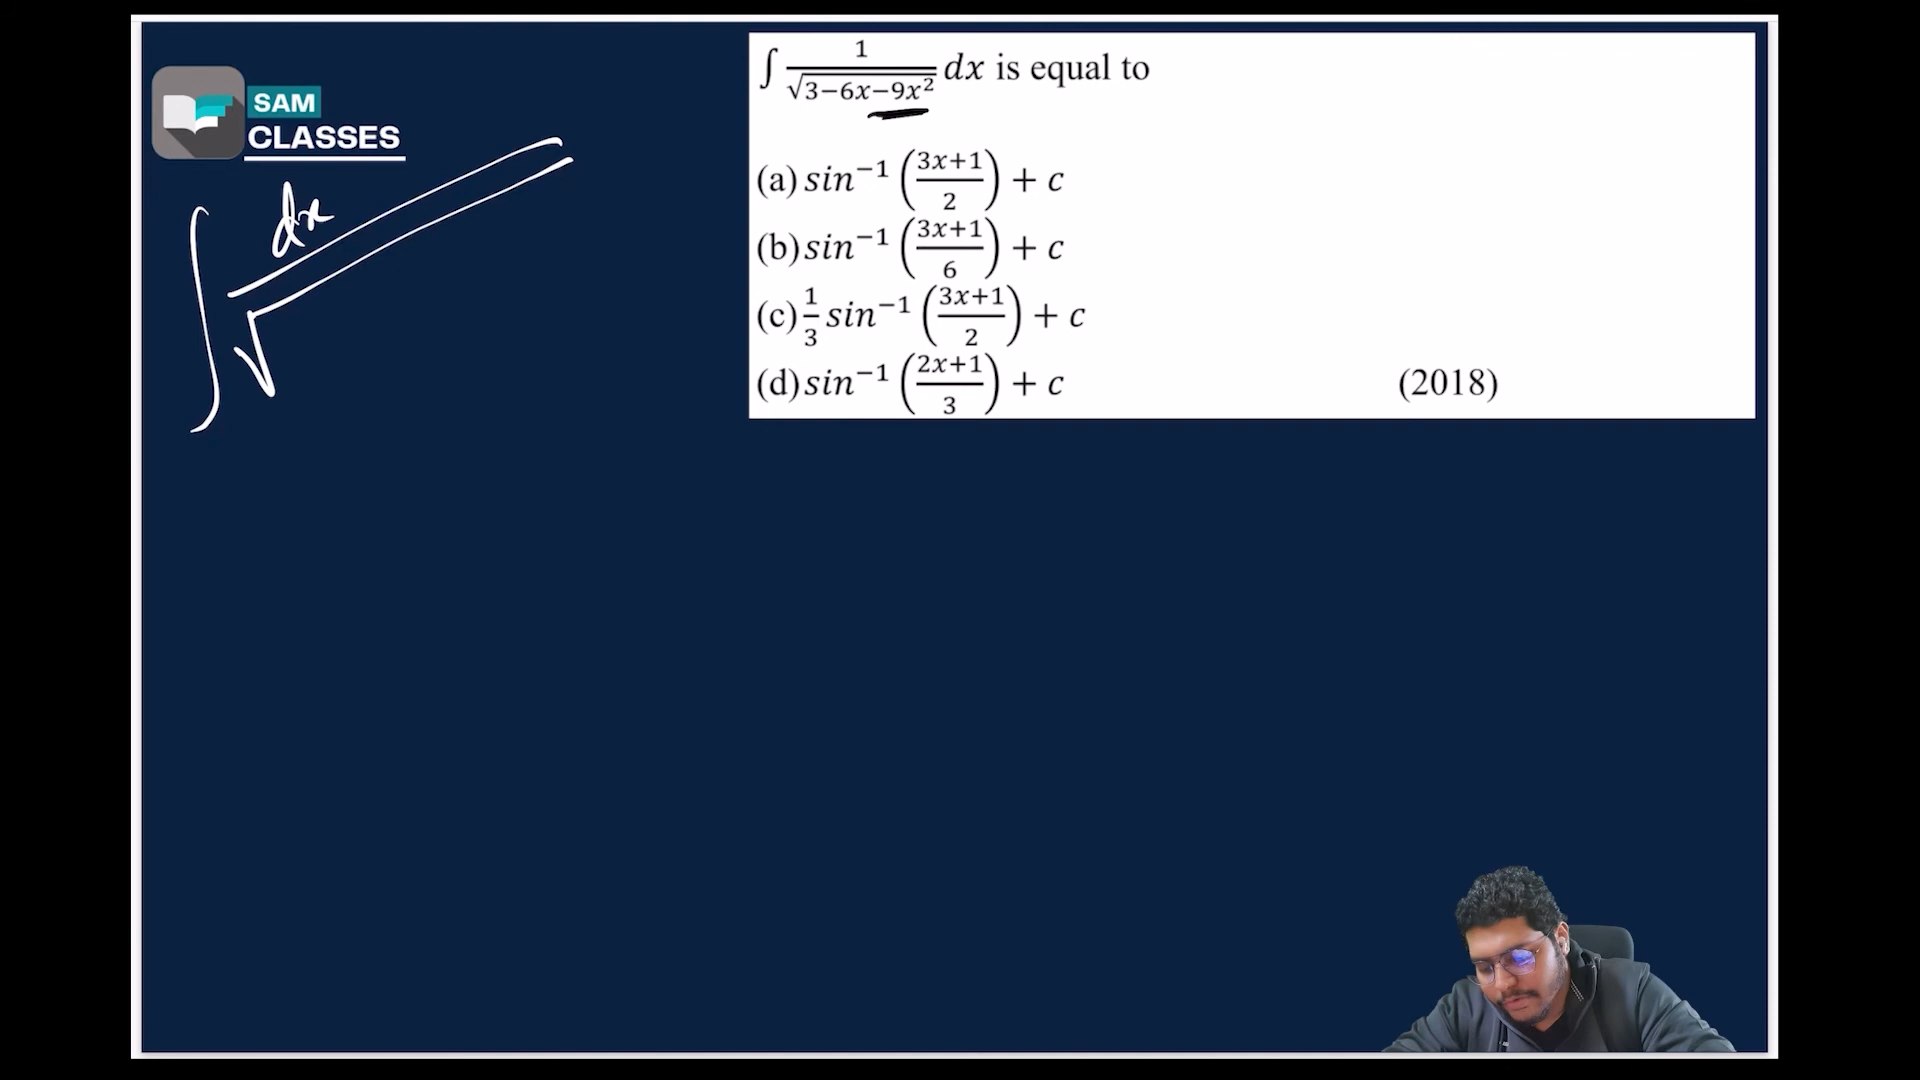 SAM
CLASSES
∫ dx / √
∫ 1/√(3−6x−9x²) dx is equal to
(a) sin⁻¹ ((3x+1)/2) + c
(b) sin⁻¹ ((3x+1)/6) + c
(c) 1/3 sin⁻¹ ((3x+1)/2) + c
(d) sin⁻¹ ((2x+1)/3) + c (2018)